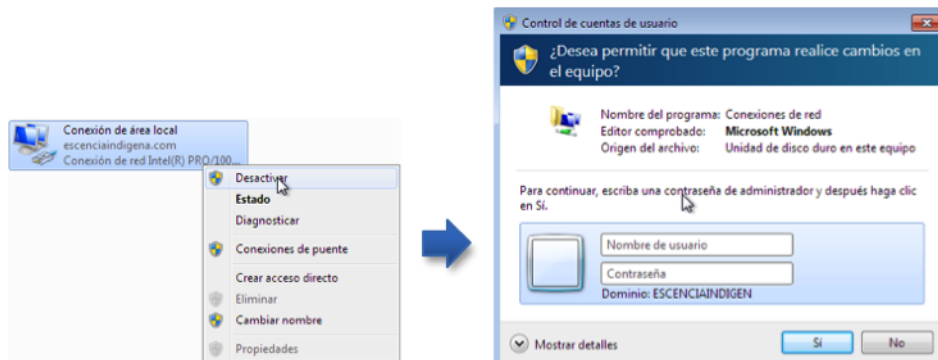 Conexión de área local
escenciaindigena.com
Conexión de red Intel(R) PRO/100...
Desactivar
Estado
Diagnosticar
Conexiones de puente
Crear acceso directo
Eliminar
Cambiar nombre
Propiedades
Control de cuentas de usuario
¿Desea permitir que este programa realice cambios en
el equipo?
Nombre del programa: Conexiones de red
Editor comprobado: Microsoft Windows
Origen del archivo: Unidad de disco duro en este equipo
Para continuar, escriba una contraseña de administrador y después haga clic
en Sí.
Nombre de usuario
Contraseña
Dominio: ESCENCIAINDIGEN
Mostrar detalles
Sí
No